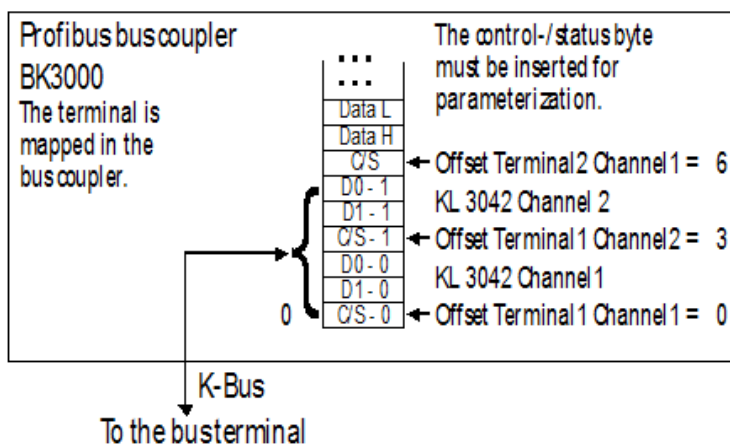 Profibus buscoupler
BK3000
The terminal is
mapped in the
buscoupler.
The control-/status byte
must be inserted for
parameterization.
...
...
Data L
Data H
C/S
Offset Terminal 2 Channel 1 = 6
D0 - 1
KL 3042 Channel 2
D1 - 1
C/S - 1
Offset Terminal 1 Channel 2 = 3
D0 - 0
KL 3042 Channel 1
D1 - 0
0
C/S - 0
Offset Terminal 1 Channel 1 = 0
K-Bus
To the busterminal